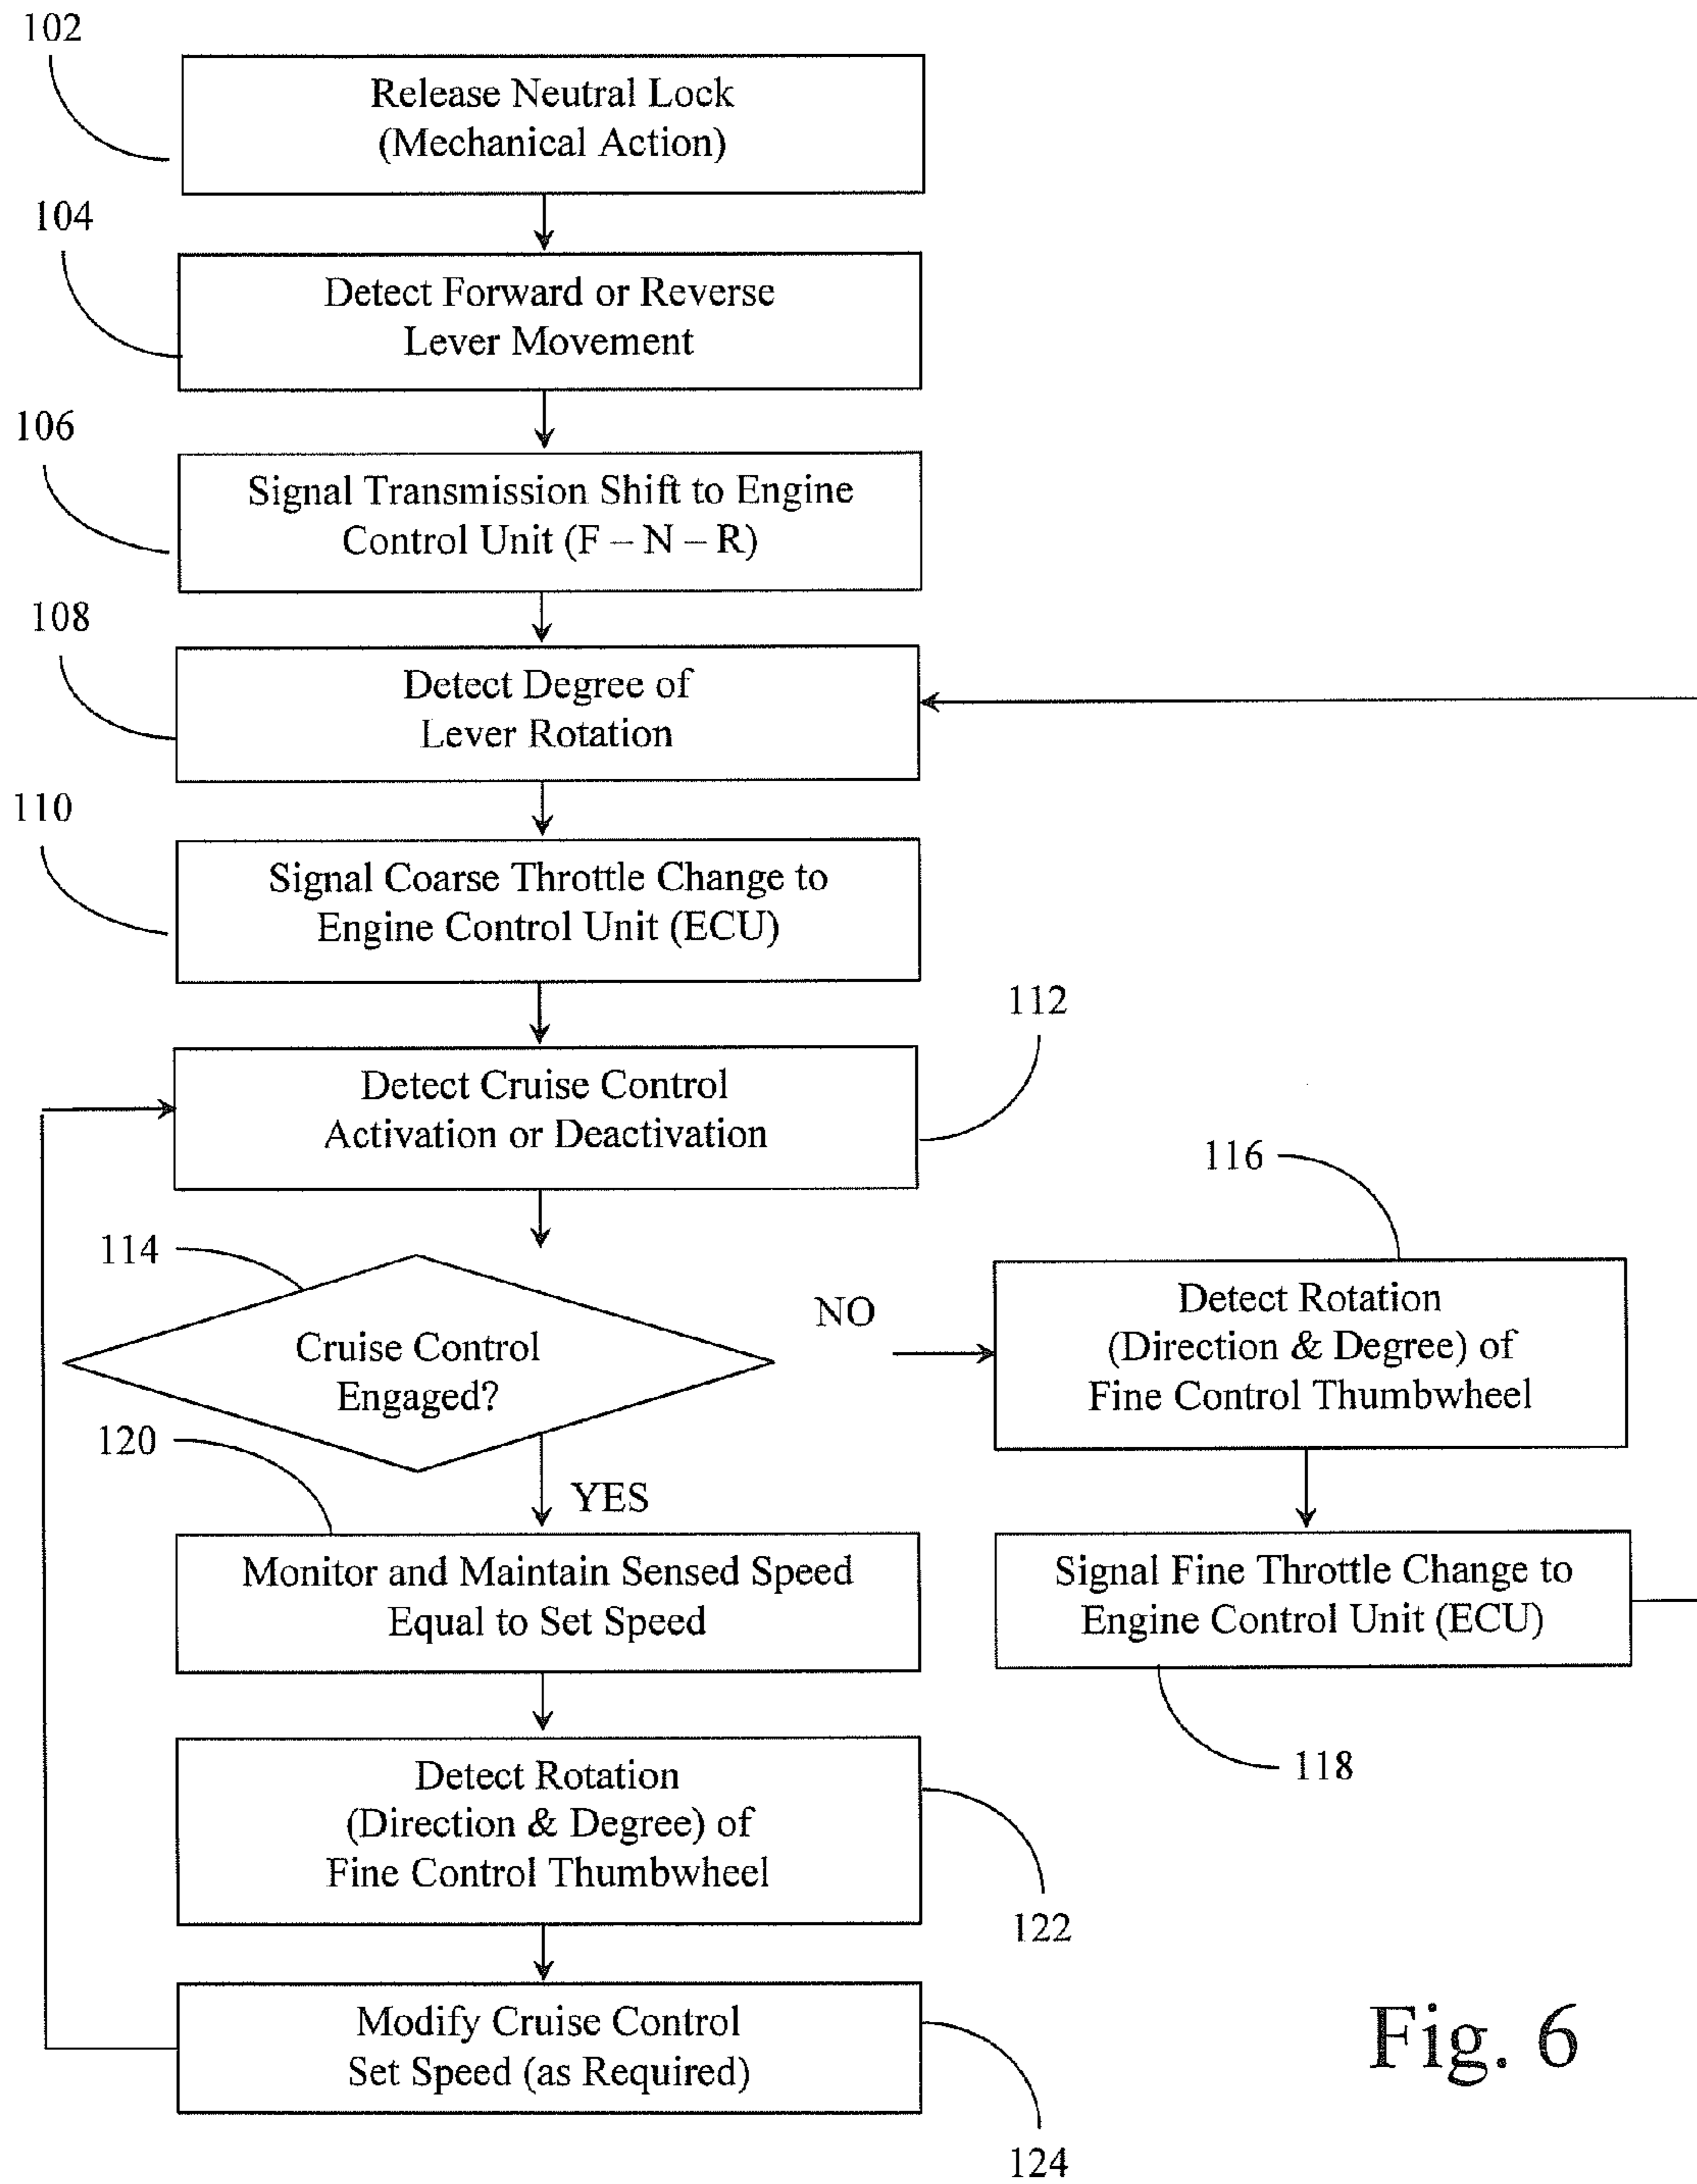 102
Release Neutral Lock
(Mechanical Action)
104
Detect Forward or Reverse
Lever Movement
106
Signal Transmission Shift to Engine
Control Unit (F – N – R)
108
Detect Degree of
Lever Rotation
110
Signal Coarse Throttle Change to
Engine Control Unit (ECU)
112
Detect Cruise Control
Activation or Deactivation
114
Cruise Control
Engaged?
NO
116
Detect Rotation
(Direction & Degree) of
Fine Control Thumbwheel
120
YES
Monitor and Maintain Sensed Speed
Equal to Set Speed
Signal Fine Throttle Change to
Engine Control Unit (ECU)
118
Detect Rotation
(Direction & Degree) of
Fine Control Thumbwheel
122
Modify Cruise Control
Set Speed (as Required)
124
Fig. 6